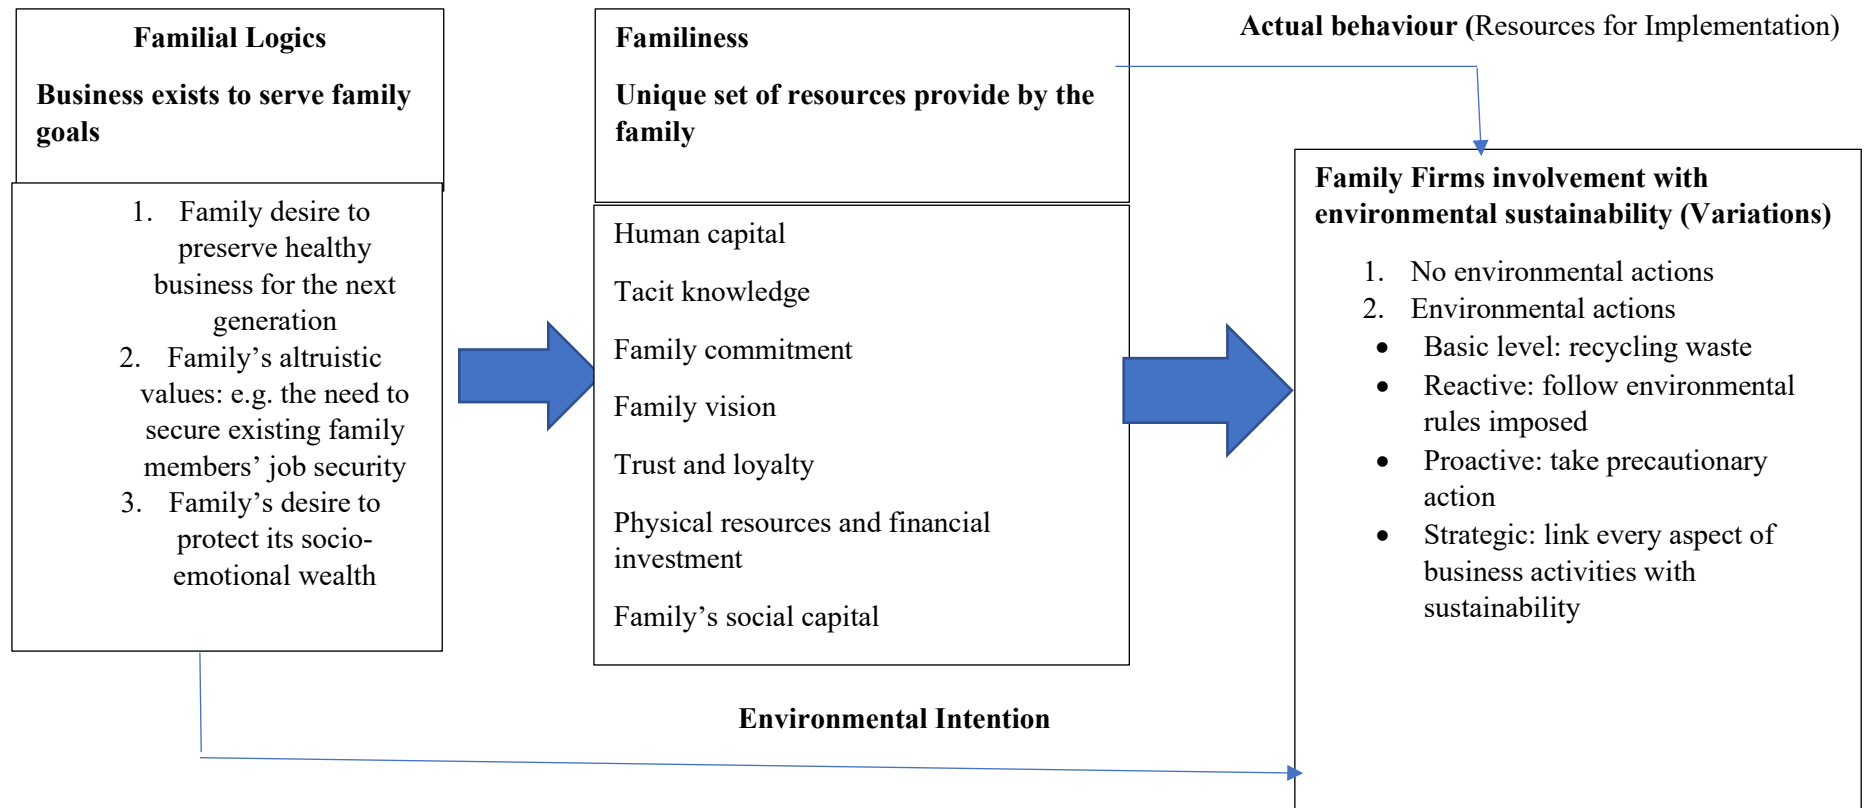 Familial Logics
Business exists to serve family
goals
1. Family desire to
preserve healthy
business for the next
generation
2. Family’s altruistic
values: e.g. the need to
secure existing family
members’ job security
3. Family’s desire to
protect its socio-
emotional wealth
Familiness
Unique set of resources provide by the
family
Human capital
Tacit knowledge
Family commitment
Family vision
Trust and loyalty
Physical resources and financial
investment
Family’s social capital
Actual behaviour (Resources for Implementation)
Family Firms involvement with
environmental sustainability (Variations)
1. No environmental actions
2. Environmental actions
• Basic level: recycling waste
• Reactive: follow environmental
rules imposed
• Proactive: take precautionary
action
• Strategic: link every aspect of
business activities with
sustainability
Environmental Intention